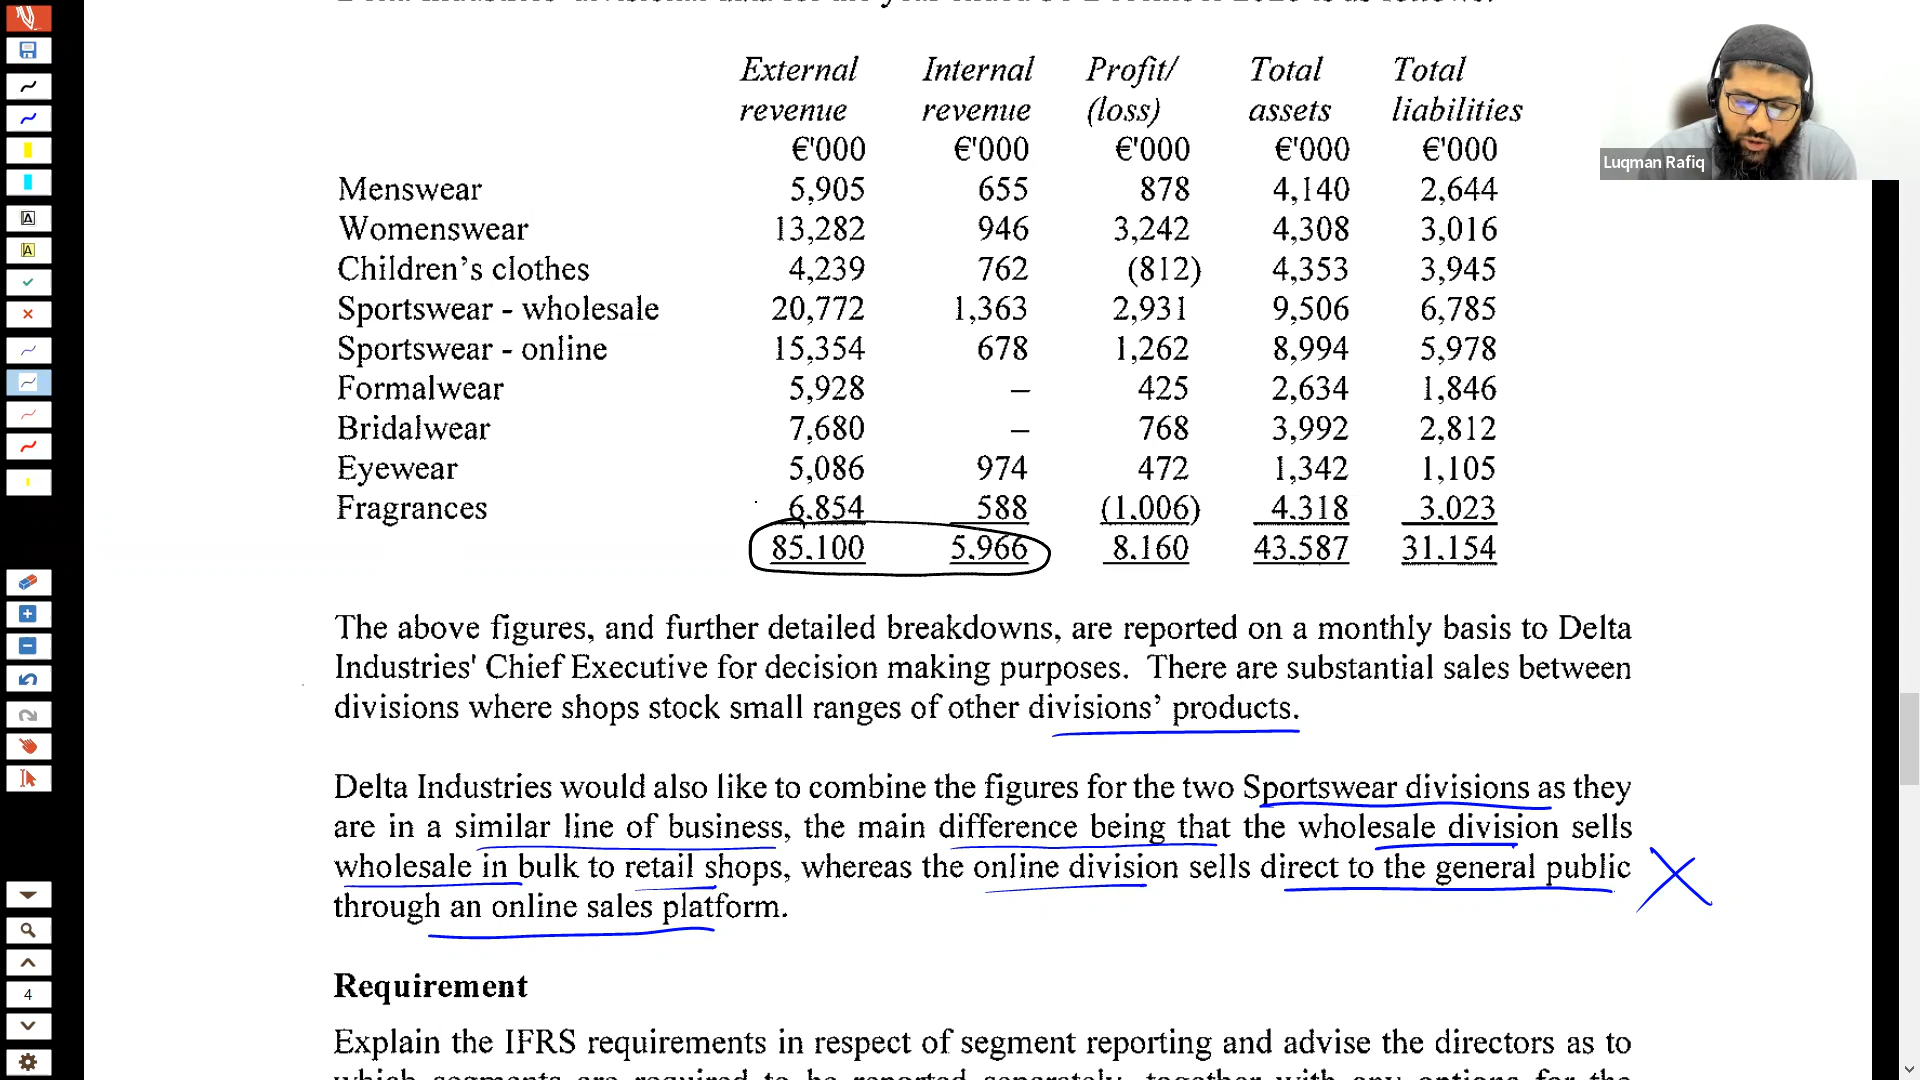 External Internal Profit/ Total Total
revenue revenue (loss) assets liabilities
€'000 €'000 €'000 €'000 €'000
Menswear 5,905 655 878 4,140 2,644
Womenswear 13,282 946 3,242 4,308 3,016
Children's clothes 4,239 762 (812) 4,353 3,945
Sportswear - wholesale 20,772 1,363 2,931 9,506 6,785
Sportswear - online 15,354 678 1,262 8,994 5,978
Formalwear 5,928 – 425 2,634 1,846
Bridalwear 7,680 – 768 3,992 2,812
Eyewear 5,086 974 472 1,342 1,105
Fragrances 6,854 588 (1,006) 4,318 3,023
85,100 5,966 8,160 43,587 31,154
The above figures, and further detailed breakdowns, are reported on a monthly basis to Delta
Industries' Chief Executive for decision making purposes. There are substantial sales between
divisions where shops stock small ranges of other divisions' products.
Delta Industries would also like to combine the figures for the two Sportswear divisions as they
are in a similar line of business, the main difference being that the wholesale division sells
wholesale in bulk to retail shops, whereas the online division sells direct to the general public
through an online sales platform.
Requirement
Explain the IFRS requirements in respect of segment reporting and advise the directors as to
Luqman Rafiq
A
A
4